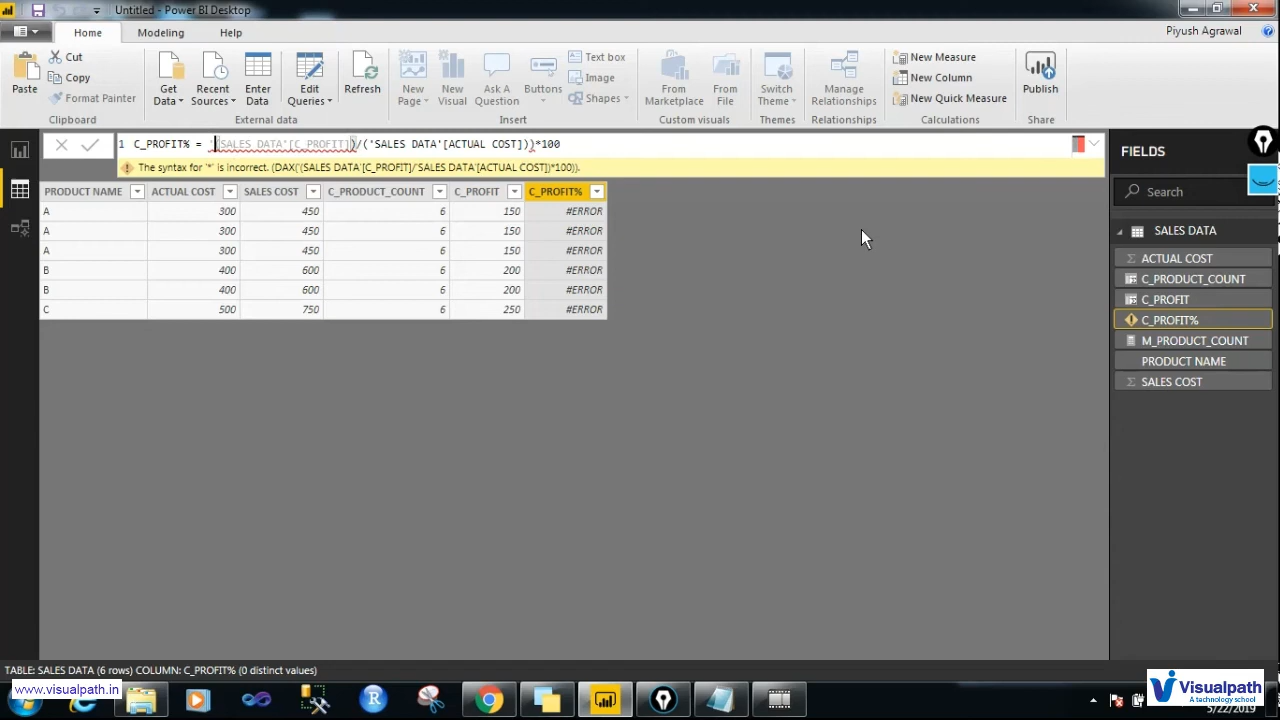 Untitled - Power BI Desktop
Home Modeling Help
Piyush Agrawal
Paste
Cut
Copy
Format Painter
Clipboard
Get Data
Recent Sources
Enter Data
Edit Queries
Refresh
External data
New Page
New Visual
Ask A Question
Buttons
Text box
Image
Shapes
Insert
From Marketplace
From File
Custom visuals
Switch Theme
Themes
Manage Relationships
Relationships
New Measure
New Column
New Quick Measure
Calculations
Publish
Share
1 C_PROFIT% = '(SALES DATA'[C_PROFIT])/('SALES DATA'[ACTUAL COST]))*100
The syntax for '*' is incorrect. (DAX('(SALES DATA'[C_PROFIT]/'SALES DATA'[ACTUAL COST])*100)).
PRODUCT NAME ACTUAL COST SALES COST C_PRODUCT_COUNT C_PROFIT C_PROFIT%
A 300 450 6 150 #ERROR
A 300 450 6 150 #ERROR
A 300 450 6 150 #ERROR
B 400 600 6 200 #ERROR
B 400 600 6 200 #ERROR
C 500 750 6 250 #ERROR
FIELDS
Search
SALES DATA
ACTUAL COST
C_PRODUCT_COUNT
C_PROFIT
C_PROFIT%
M_PRODUCT_COUNT
PRODUCT NAME
SALES COST
TABLE: SALES DATA (6 rows) COLUMN: C_PROFIT% (0 distinct values)
www.visualpath.in
Visualpath
A technology school
5/22/2019